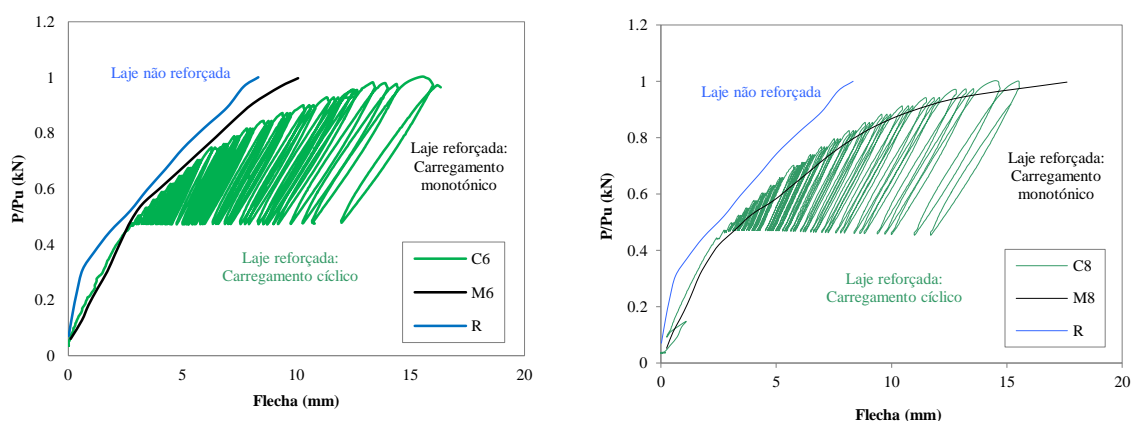 1.2
1
0.8
0.6
0.4
0.2
0
P/Pu (kN)
Laje não reforçada
Laje reforçada:
Carregamento
monotónico
Laje reforçada:
Carregamento cíclico
C6
M6
R
0
5
10
15
20
Flecha (mm)
1.2
1
0.8
0.6
0.4
0.2
0
P/Pu (kN)
Laje não reforçada
Laje reforçada:
Carregamento
monotónico
Laje reforçada:
Carregamento cíclico
C8
M8
R
0
5
10
15
20
Flecha (mm)